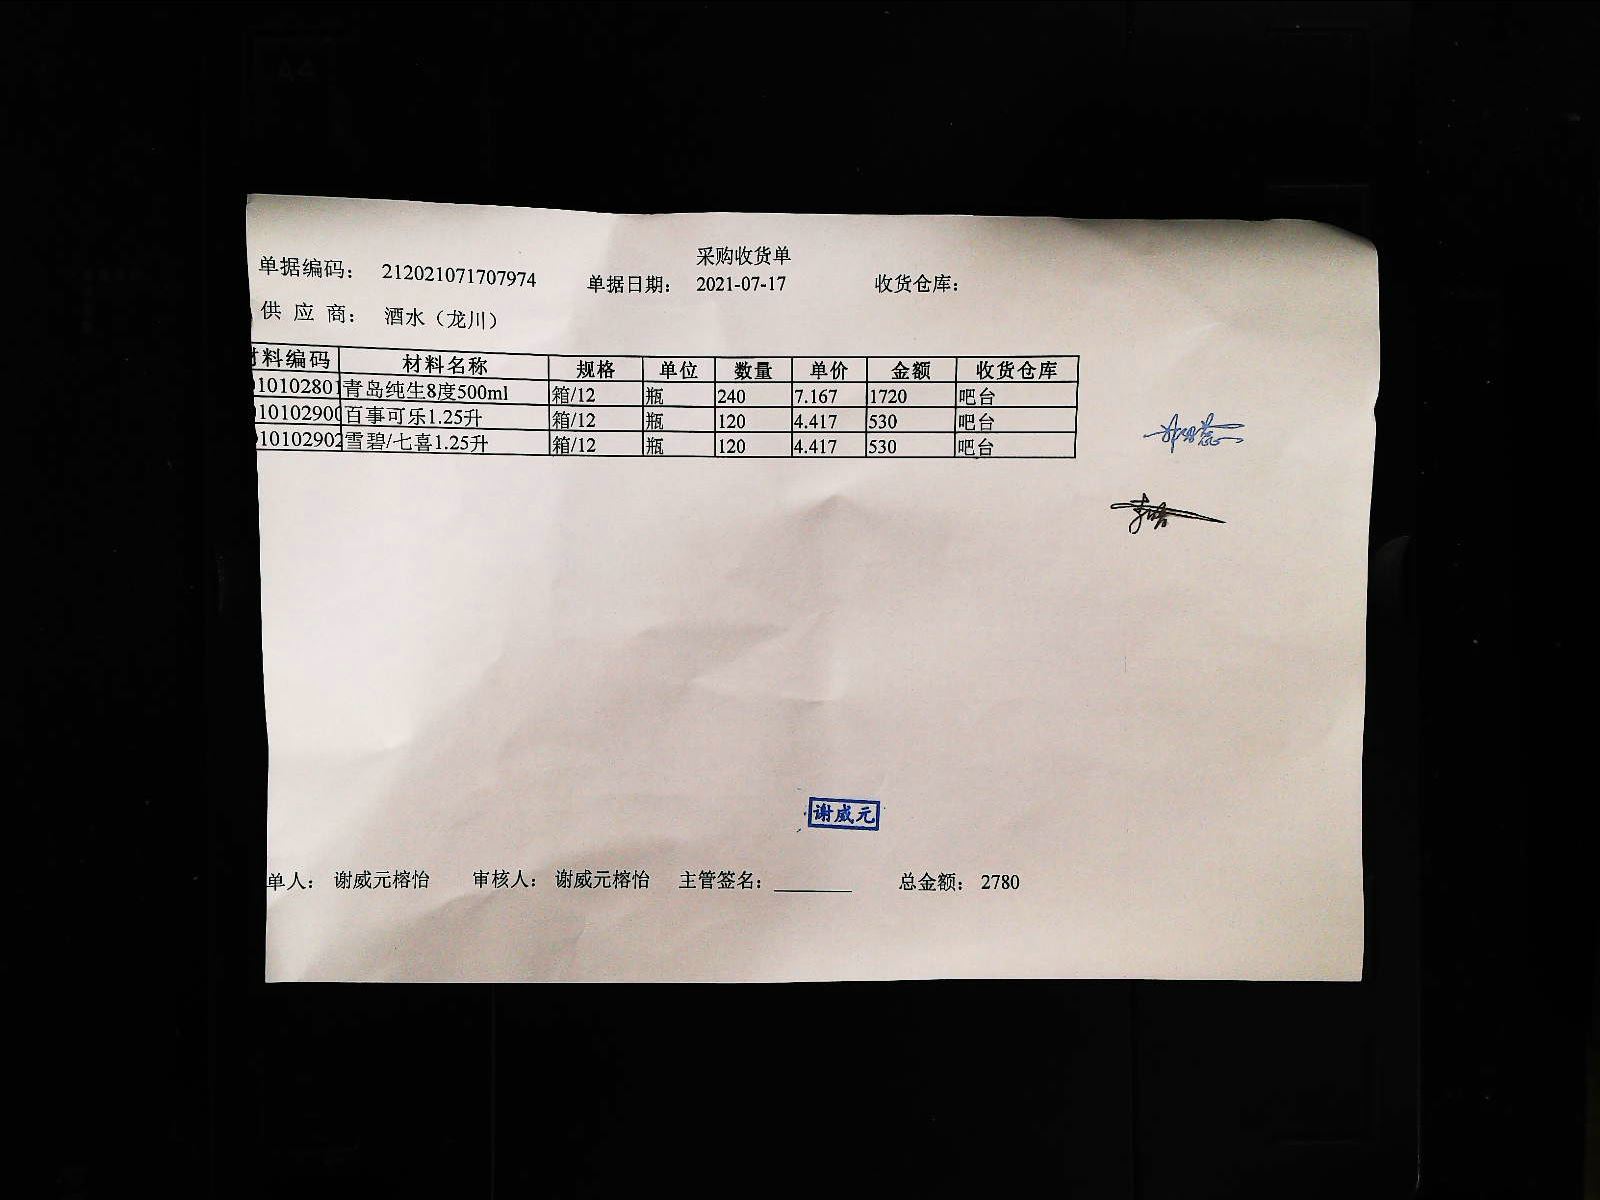 采购收货单
单据编码： 212021071707974 单据日期： 2021-07-17 收货仓库：
供 应 商： 酒水（龙川）
材料编码 材料名称 规格 单位 数量 单价 金额 收货仓库
010102801 青岛纯生8度500ml 箱/12 瓶 240 7.167 1720 吧台
010102900 百事可乐1.25升 箱/12 瓶 120 4.417 530 吧台
010102902 雪碧/七喜1.25升 箱/12 瓶 120 4.417 530 吧台
谢威元
单人： 谢威元榕怡 审核人： 谢威元榕怡 主管签名： 总金额： 2780